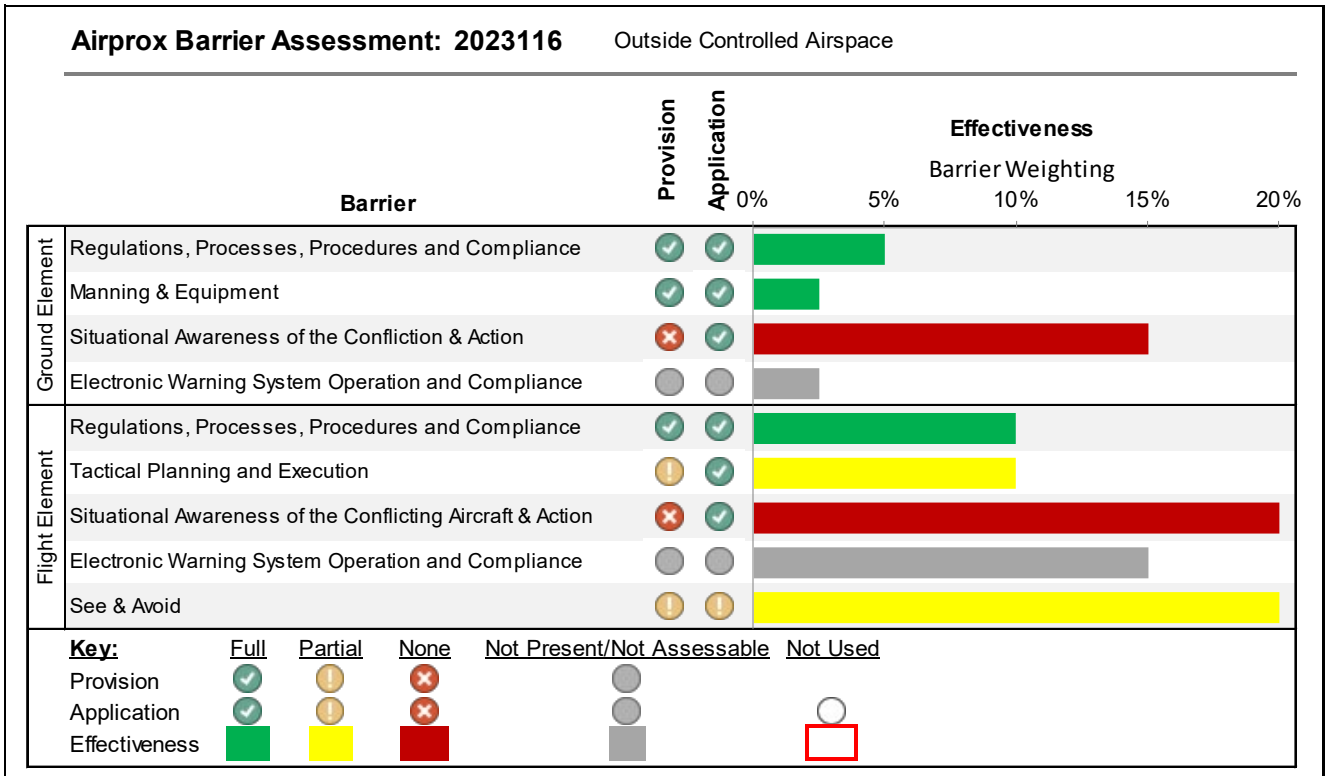 Airprox Barrier Assessment: 2023116 Outside Controlled Airspace
Provision
Application
Effectiveness
Barrier Weighting
Barrier
0% 5% 10% 15% 20%
Ground Element
Regulations, Processes, Procedures and Compliance
Manning & Equipment
Situational Awareness of the Confliction & Action
Electronic Warning System Operation and Compliance
Flight Element
Regulations, Processes, Procedures and Compliance
Tactical Planning and Execution
Situational Awareness of the Conflicting Aircraft & Action
Electronic Warning System Operation and Compliance
See & Avoid
Key: Full Partial None Not Present/Not Assessable Not Used
Provision
Application
Effectiveness